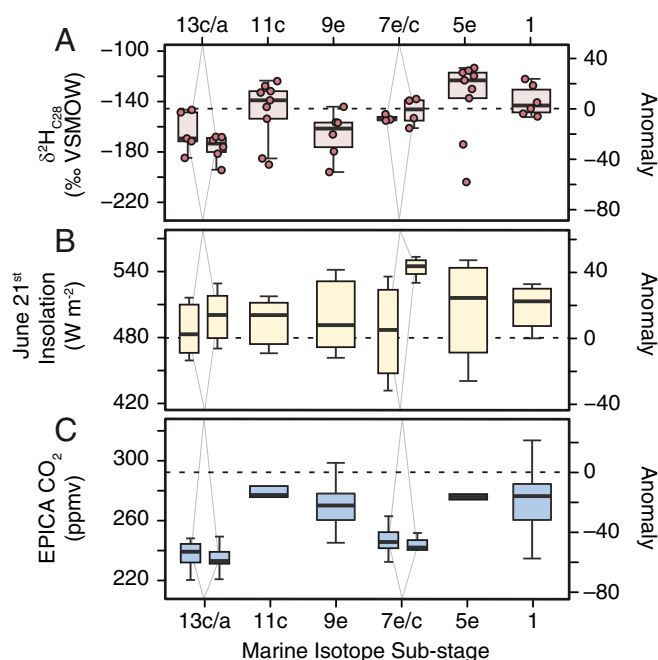 13c/a 11c 9e 7e/c 5e 1
A
δ²H_C28
(‰ VSMOW)
−100
−140
−180
−220
40
0
−40
−80
Anomaly
B
June 21st
Insolation
(W m⁻²)
540
480
420
40
0
−40
Anomaly
C
EPICA CO₂
(ppmv)
300
260
220
0
−40
−80
Anomaly
13c/a 11c 9e 7e/c 5e 1
Marine Isotope Sub-stage